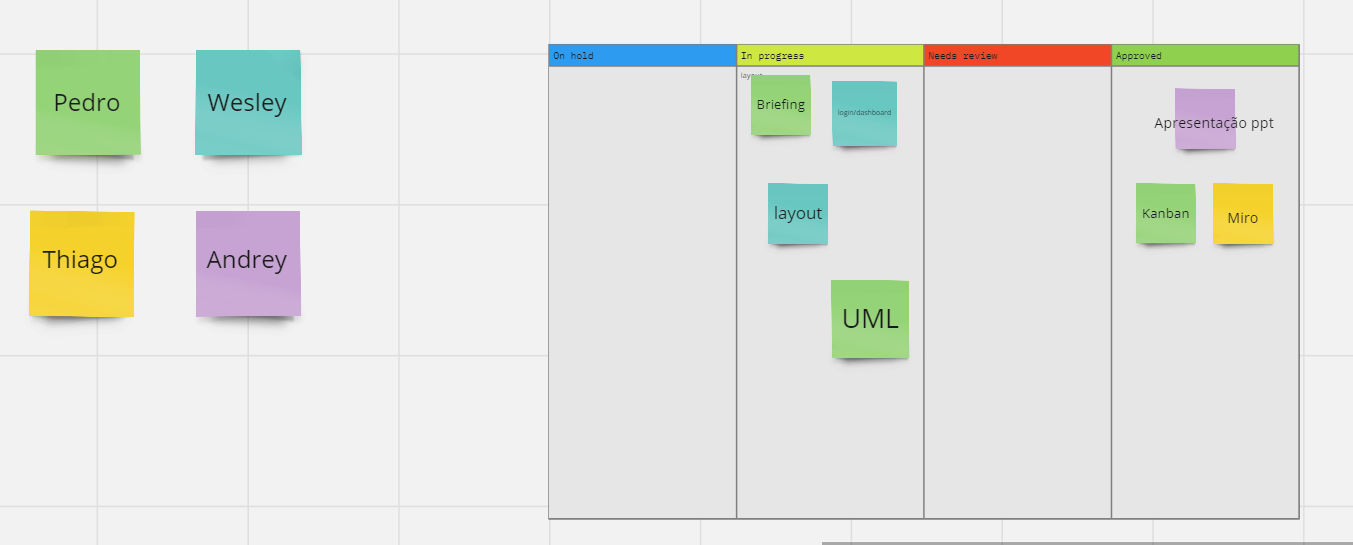 Pedro
Wesley
Thiago
Andrey
On hold
In progress
Needs review
Approved
Briefing
login/dashboard
layout
UML
Apresentação ppt
Kanban
Miro